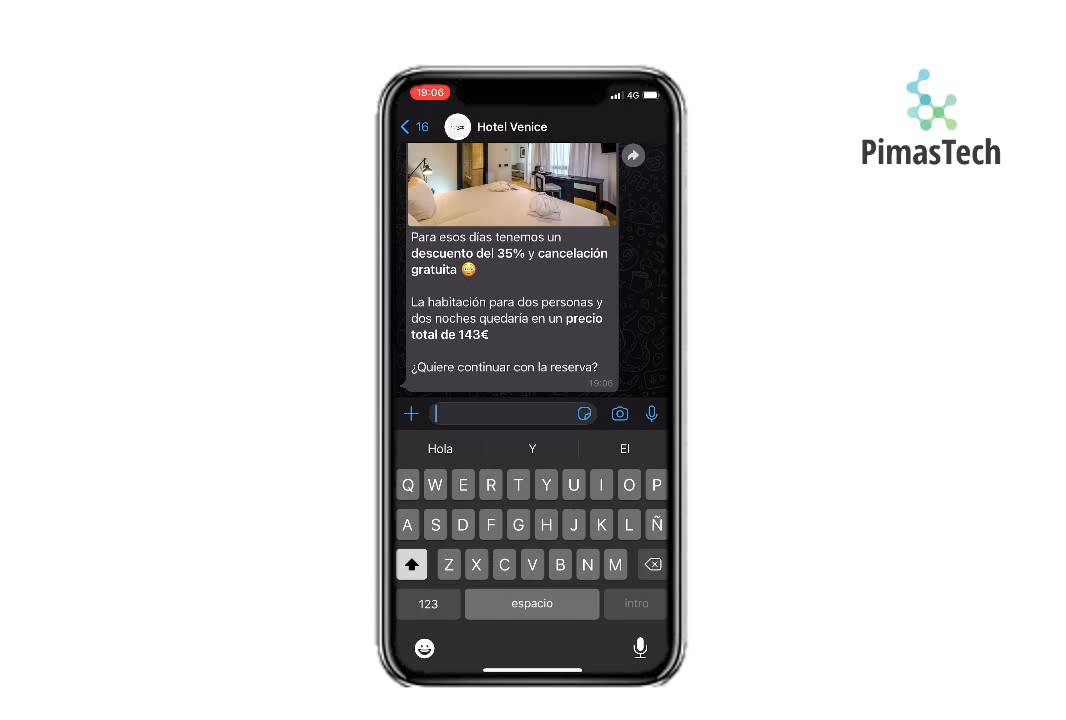 19:06
4G
16
Hotel Venice
Para esos días tenemos un
descuento del 35% y cancelación
gratuita 😳
La habitación para dos personas y
dos noches quedaría en un precio
total de 143€
¿Quiere continuar con la reserva?
19:06
Hola Y El
Q W E R T Y U I O P
A S D F G H J K L Ñ
Z X C V B N M
123 espacio intro
PimasTech